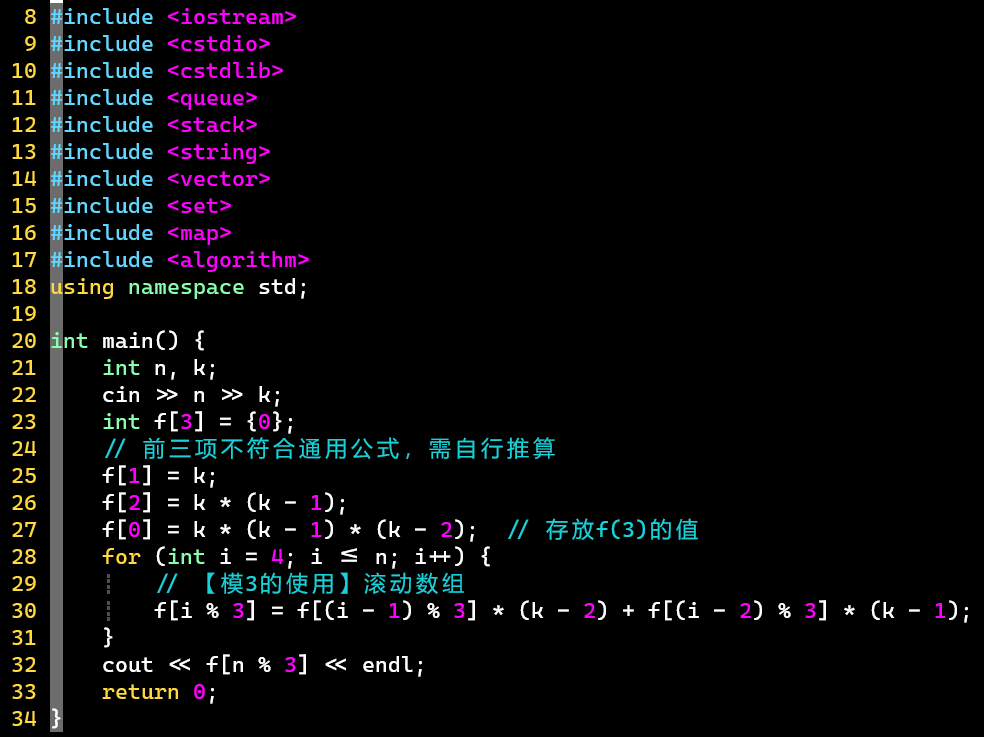 8 #include <iostream>
9 #include <cstdio>
10 #include <cstdlib>
11 #include <queue>
12 #include <stack>
13 #include <string>
14 #include <vector>
15 #include <set>
16 #include <map>
17 #include <algorithm>
18 using namespace std;
19
20 int main() {
21     int n, k;
22     cin >> n >> k;
23     int f[3] = {0};
24     // 前三项不符合通用公式，需自行推算
25     f[1] = k;
26     f[2] = k * (k - 1);
27     f[0] = k * (k - 1) * (k - 2);  // 存放f(3)的值
28     for (int i = 4; i <= n; i++) {
29         // 【模3的使用】滚动数组
30         f[i % 3] = f[(i - 1) % 3] * (k - 2) + f[(i - 2) % 3] * (k - 1);
31     }
32     cout << f[n % 3] << endl;
33     return 0;
34 }